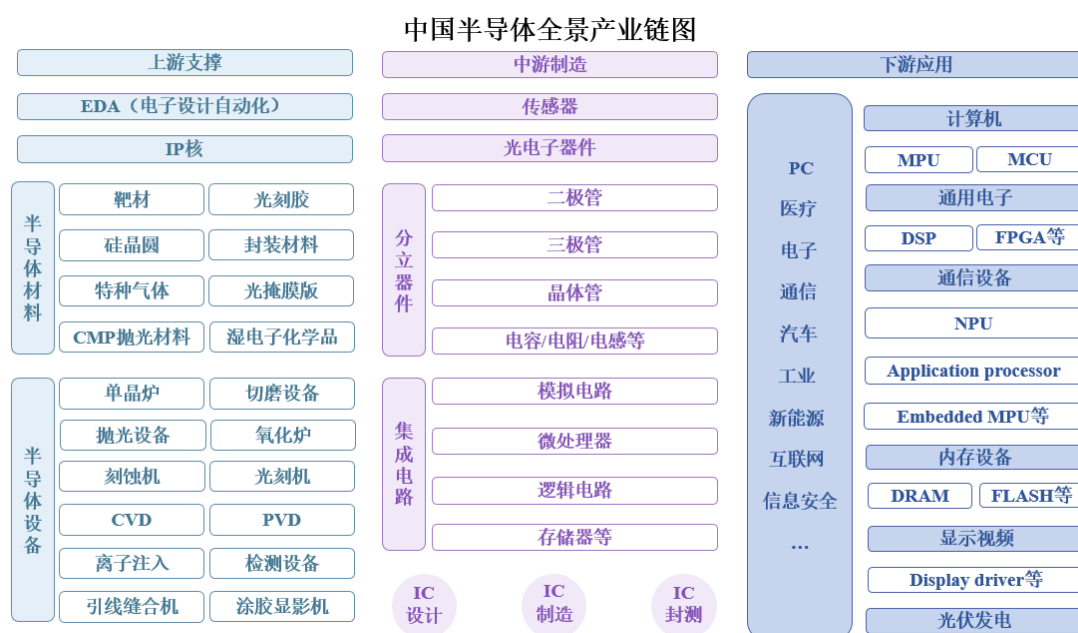 中国半导体全景产业链图
上游支撑
EDA（电子设计自动化）
IP核
半导体材料
靶材
光刻胶
硅晶圆
封装材料
特种气体
光掩膜版
CMP抛光材料
湿电子化学品
半导体设备
单晶炉
切磨设备
抛光设备
氧化炉
刻蚀机
光刻机
CVD
PVD
离子注入
检测设备
引线缝合机
涂胶显影机
中游制造
传感器
光电子器件
分立器件
二极管
三极管
晶体管
电容/电阻/电感等
集成电路
模拟电路
微处理器
逻辑电路
存储器等
IC
设计
IC
制造
IC
封测
下游应用
PC
医疗
电子
通信
汽车
工业
新能源
互联网
信息安全
…
计算机
MPU
MCU
通用电子
DSP
FPGA等
通信设备
NPU
Application processor
Embedded MPU等
内存设备
DRAM
FLASH等
显示视频
Display driver等
光伏发电